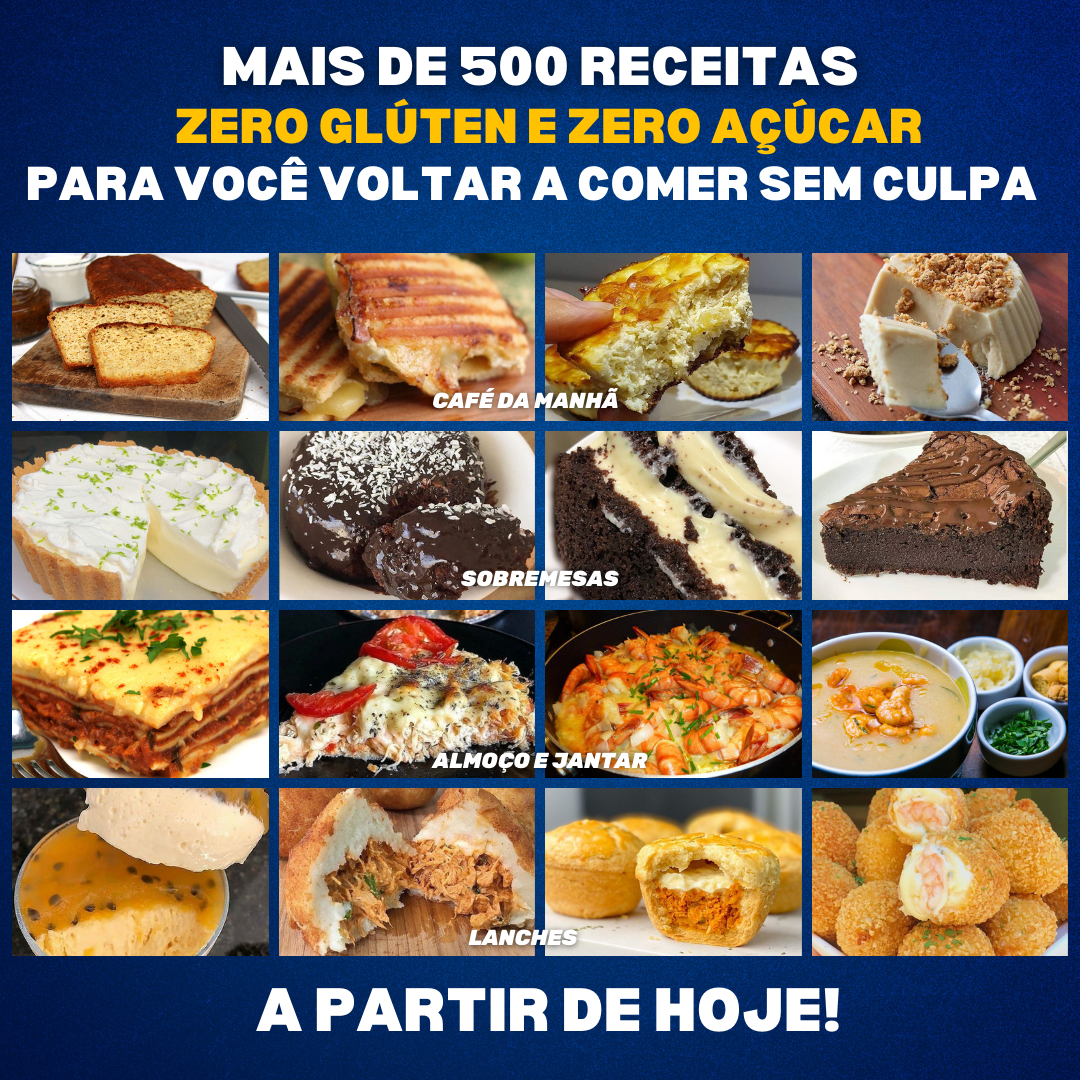 MAIS DE 500 RECEITAS
ZERO GLÚTEN E ZERO AÇÚCAR
PARA VOCÊ VOLTAR A COMER SEM CULPA
CAFÉ DA MANHÃ
SOBREMESAS
ALMOÇO E JANTAR
LANCHES
A PARTIR DE HOJE!